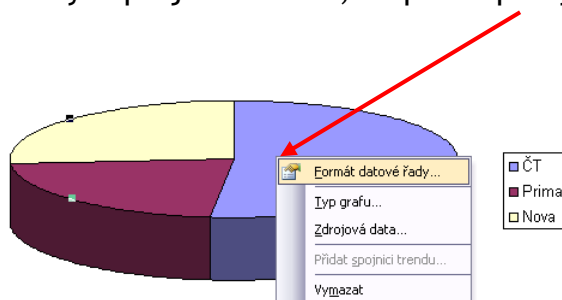 Formát datové řady...
Typ grafu...
Zdrojová data...
Přidat spojnici trendu...
Vymazat
ČT
Prima
Nova